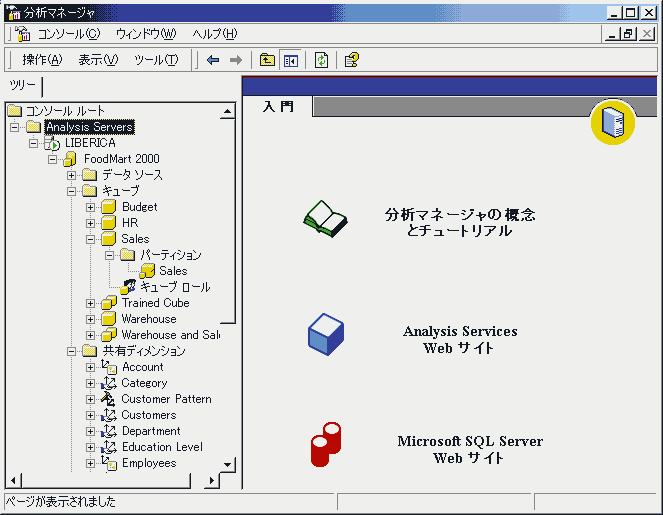 分析マネージャ
コンソール(C) ウィンドウ(W) ヘルプ(H)
操作(A) 表示(V) ツール(T)
ツリー
コンソール ルート
Analysis Servers
LIBERICA
FoodMart 2000
データ ソース
キューブ
Budget
HR
Sales
パーティション
Sales
キューブ ロール
Trained Cube
Warehouse
Warehouse and Sal
共有ディメンション
Account
Category
Customer Pattern
Customers
Department
Education Level
Employees
入門
分析マネージャの概念
とチュートリアル
Analysis Services
Web サイト
Microsoft SQL Server
Web サイト
ページが表示されました